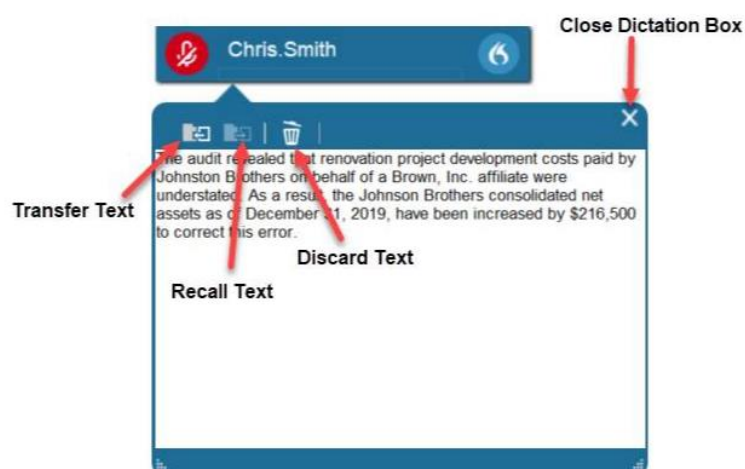 Close Dictation Box
Chris.Smith
The audit revealed that renovation project development costs paid by
Johnston Brothers on behalf of a Brown, Inc. affiliate were
understated. As a result, the Johnson Brothers consolidated net
assets as of December 31, 2019, have been increased by $216,500
to correct this error.
Transfer Text
Discard Text
Recall Text